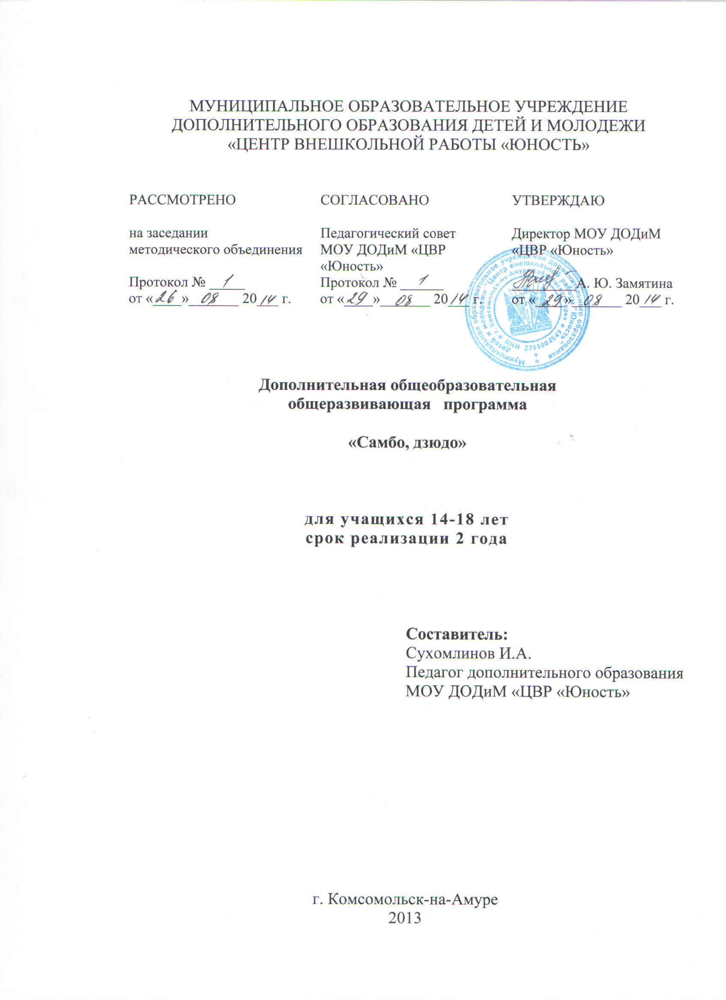 МУНИЦИПАЛЬНОЕ ОБРАЗОВАТЕЛЬНОЕ УЧРЕЖДЕНИЕ
ДОПОЛНИТЕЛЬНОГО ОБРАЗОВАНИЯ ДЕТЕЙ И МОЛОДЕЖИ
«ЦЕНТР ВНЕШКОЛЬНОЙ РАБОТЫ «ЮНОСТЬ»
РАССМОТРЕНО
на заседании
методического объединения
Протокол № 1
от «26» 08 2014 г.
СОГЛАСОВАНО
Педагогический совет
МОУ ДОДиМ «ЦВР
«Юность»
Протокол № 1
от «29» 08 2014 г.
УТВЕРЖДАЮ
Директор МОУ ДОДиМ
«ЦВР «Юность»
А. Ю. Замятина
от «29» 08 2014 г.
Муниципальное образовательное учреждение дополнительного образования
детей и молодежи "Центр внешкольной работы "Юность"
г. Комсомольск-на-Амуре края
* ИНН 2703004549 *
Дополнительная общеобразовательная
общеразвивающая программа
«Самбо, дзюдо»
для учащихся 14-18 лет
срок реализации 2 года
Составитель:
Сухомлинов И.А.
Педагог дополнительного образования
МОУ ДОДиМ «ЦВР «Юность»
г. Комсомольск-на-Амуре
2013